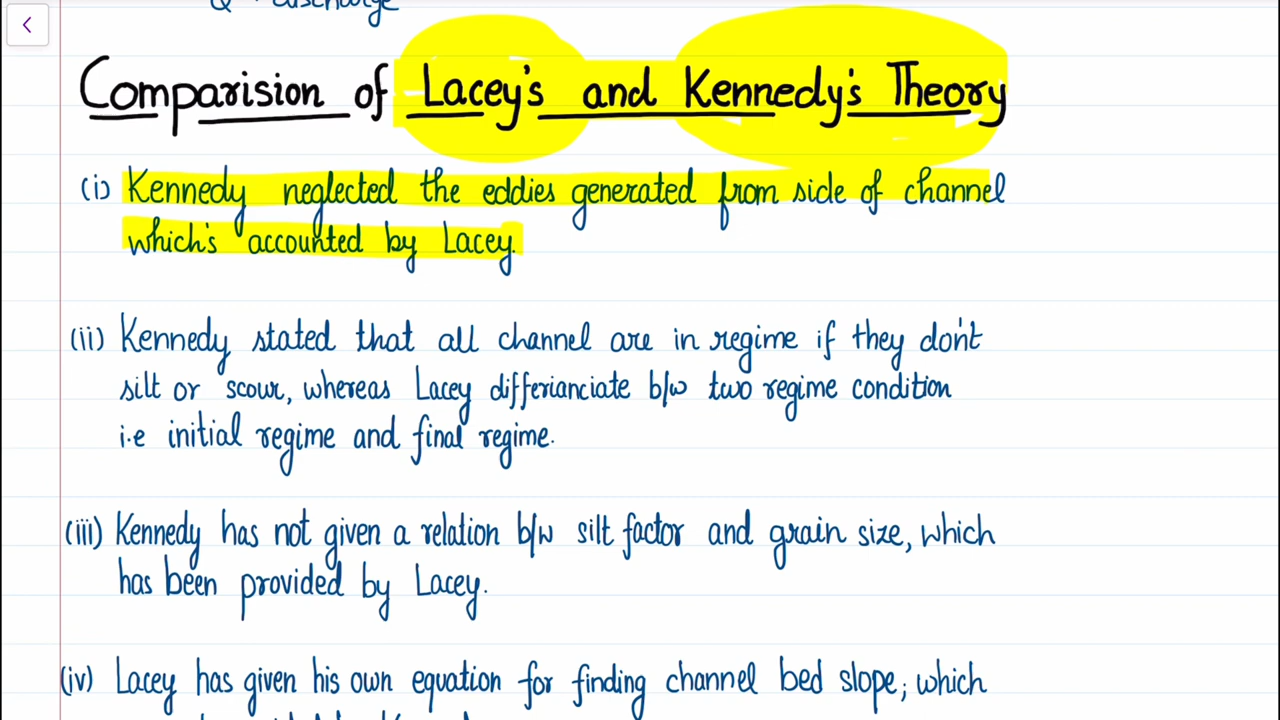 discharge
Comparision of Lacey's and Kennedy's Theory
(i) Kennedy neglected the eddies generated from side of channel
which's accounted by Lacey.
(ii) Kennedy stated that all channel are in regime if they don't
silt or scour, whereas Lacey differianciate b/w two regime condition
i.e initial regime and final regime.
(iii) Kennedy has not given a relation b/w silt factor and grain size, which
has been provided by Lacey.
(iv) Lacey has given his own equation for finding channel bed slope; which